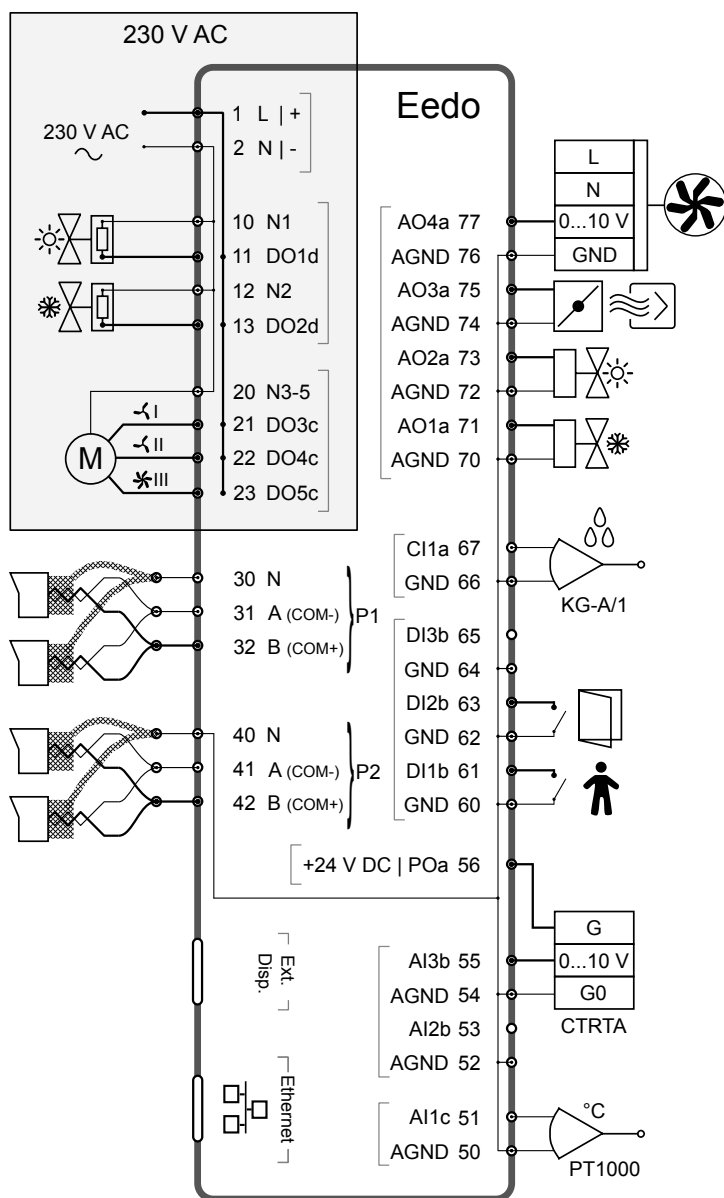 230 V AC
Eedo
230 V AC
1 L | +
2 N | -
10 N1
11 DO1d
12 N2
13 DO2d
20 N3-5
I
21 DO3c
II
22 DO4c
III
23 DO5c
M
L
N
AO4a 77
0...10 V
AGND 76
GND
AO3a 75
AGND 74
AO2a 73
AGND 72
AO1a 71
AGND 70
CI1a 67
GND 66
KG-A/1
30 N
31 A (COM-)
P1
32 B (COM+)
DI3b 65
GND 64
DI2b 63
GND 62
DI1b 61
GND 60
40 N
41 A (COM-)
P2
42 B (COM+)
+24 V DC | POa 56
G
AI3b 55
0...10 V
AGND 54
G0
AI2b 53
CTRTA
AGND 52
Ext.
Disp.
Ethernet
AI1c 51
°C
AGND 50
PT1000